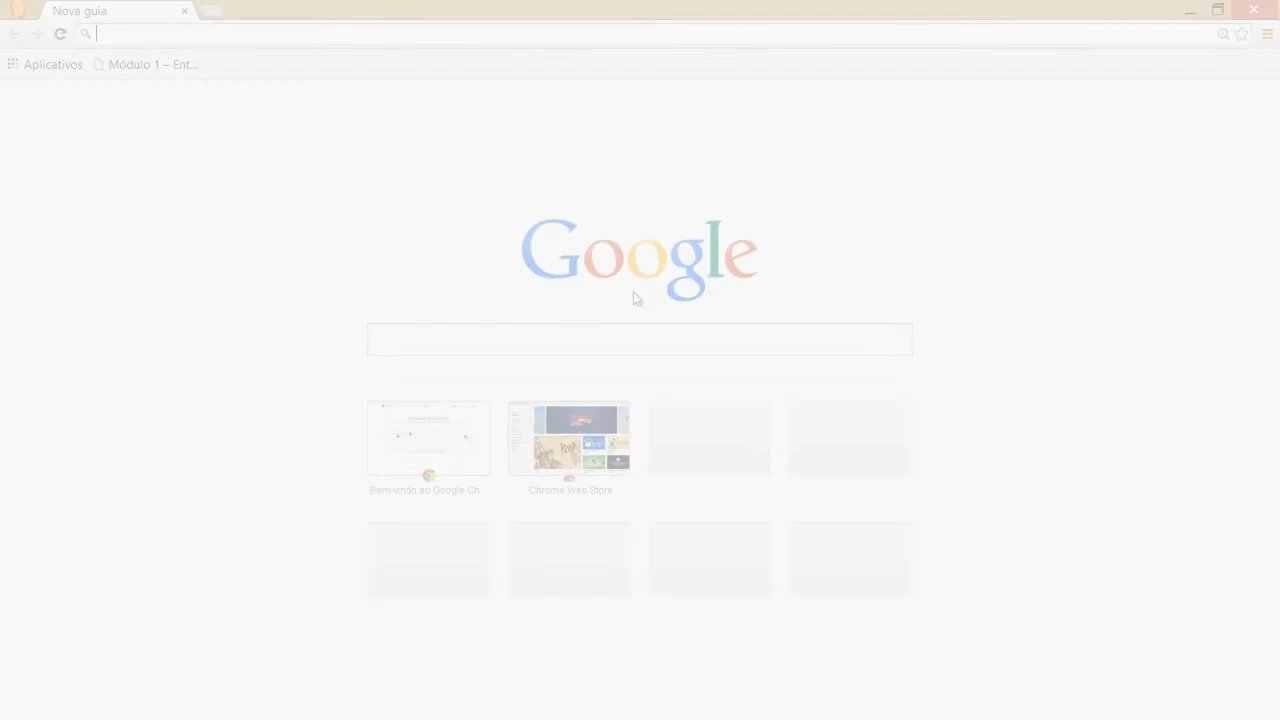 Nova guia
Aplicativos Módulo 1 – Ent...
Google
Bem-vindo ao Google Ch
Chrome Web Store